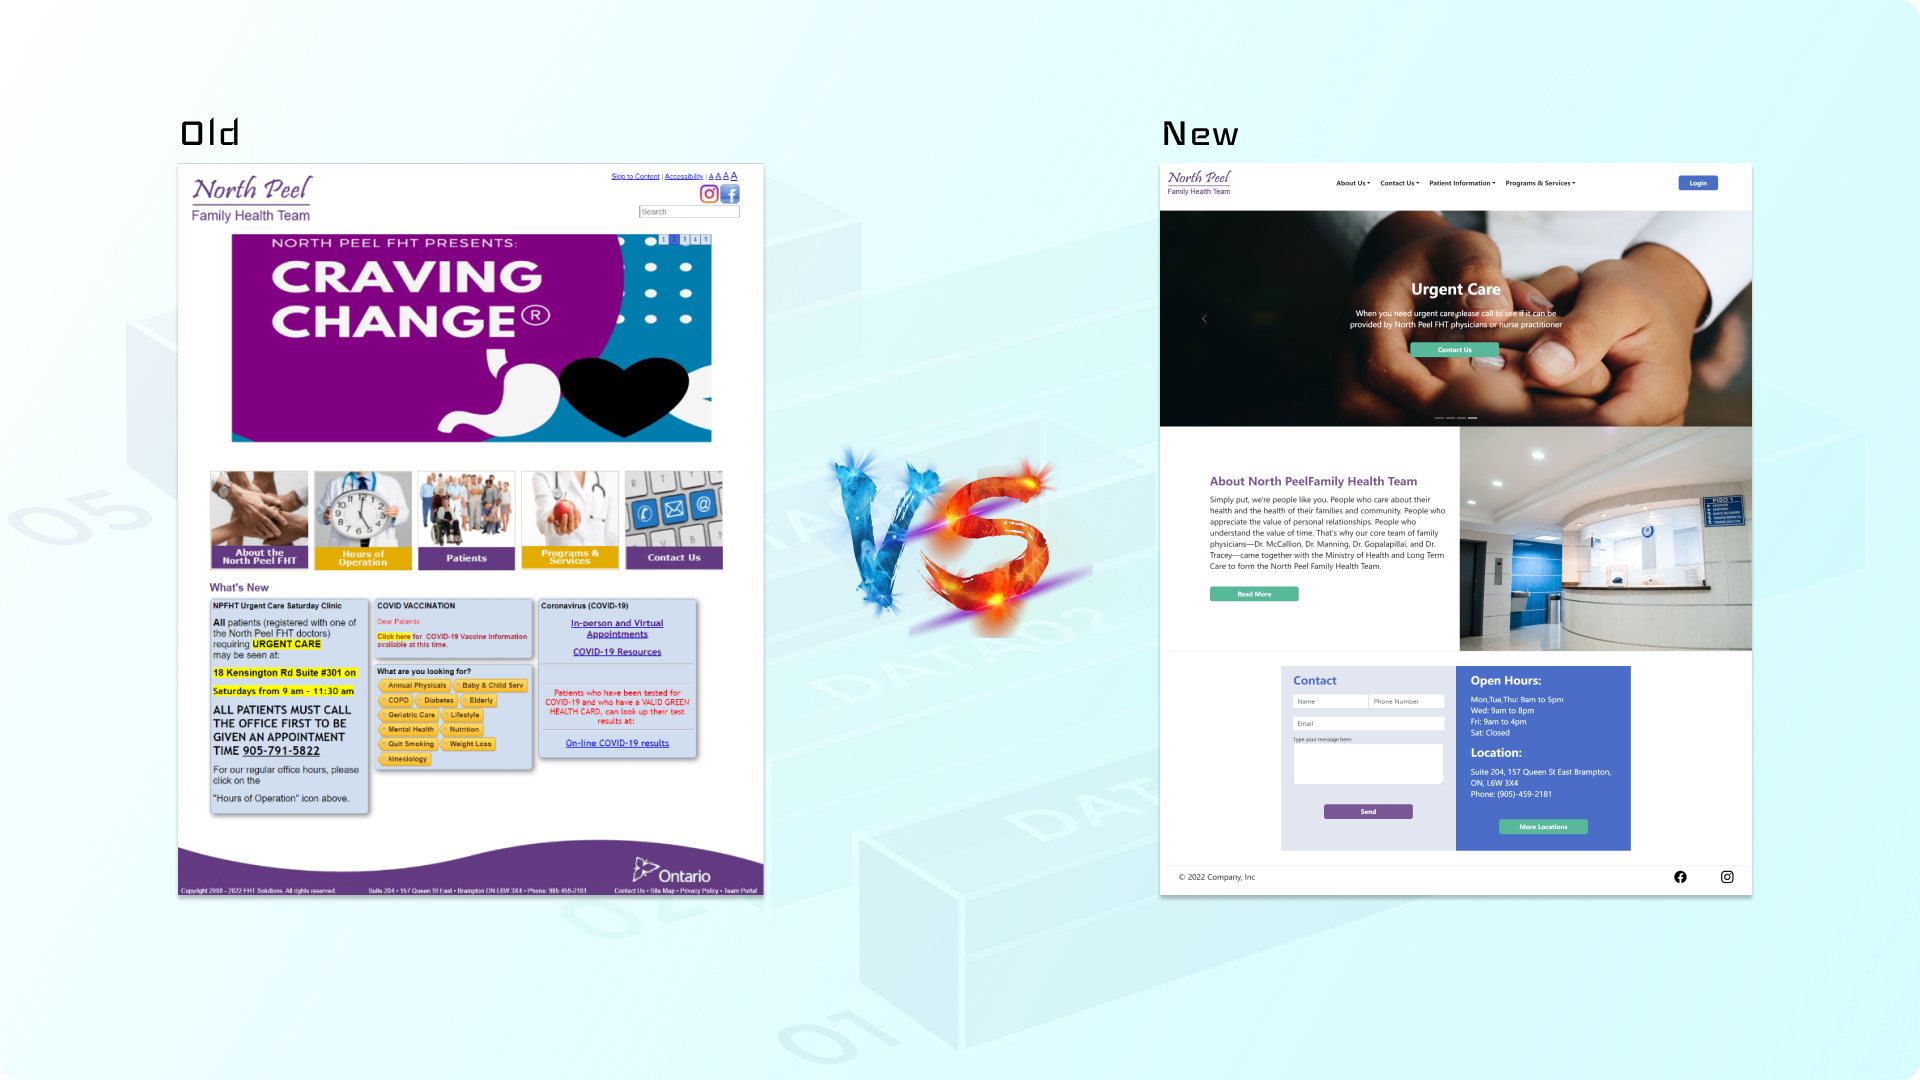 Old
North Peel
Family Health Team
Skip to Content | Accessibility | A A A A
Search
1 2 3 4 5
NORTH PEEL FHT PRESENTS:
CRAVING
CHANGE®
About the
North Peel FHT
Hours of
Operation
Patients
Programs &
Services
Contact Us
What's New
NPFHT Urgent Care Saturday Clinic
All patients (registered with one of
the North Peel FHT doctors)
requiring URGENT CARE
may be seen at:
18 Kensington Rd Suite #301 on
Saturdays from 9 am - 11:30 am
ALL PATIENTS MUST CALL
THE OFFICE FIRST TO BE
GIVEN AN APPOINTMENT
TIME 905-791-5822
For our regular office hours, please
click on the
"Hours of Operation" icon above.
COVID VACCINATION
Dear Patients
Click here for COVID-19 Vaccine Information
available at this time.
What are you looking for?
Annual Physicals
Baby & Child Serv
COPD
Diabetes
Elderly
Geriatric Care
Lifestyle
Mental Health
Nutrition
Quit Smoking
Weight Loss
kinesiology
Coronavirus (COVID-19)
In-person and Virtual
Appointments
COVID-19 Resources
Patients who have been tested for
COVID-19 and who have a VALID GREEN
HEALTH CARD, can look up their test
results at:
On-line COVID-19 results
Ontario
Copyright 2008 - 2022 FHT Solutions. All rights reserved.
Suite 204 • 157 Queen St East • Brampton ON L6W 3X4 • Phone: 905 459-2181
Contact Us • Site Map • Privacy Policy • Team Portal
VS
New
North Peel
Family Health Team
About Us
Contact Us
Patient Information
Programs & Services
Login
Urgent Care
When you need urgent care please call to see if it can be
provided by North Peel FHT physicians or nurse practitioner
Contact Us
About North PeelFamily Health Team
Simply put, we're people like you. People who care about their
health and the health of their families and community. People who
appreciate the value of personal relationships. People who
understand the value of time. That's why our core team of family
physicians—Dr. McCallion, Dr. Manning, Dr. Gopalapillai, and Dr.
Tracey—came together with the Ministry of Health and Long Term
Care to form the North Peel Family Health Team.
Read More
PISO 1
Contact
Name
Phone Number
Email
Type your message here:
Send
Open Hours:
Mon,Tue,Thu: 9am to 5pm
Wed: 9am to 8pm
Fri: 9am to 4pm
Sat: Closed
Location:
Suite 204, 157 Queen St East Brampton,
ON, L6W 3X4
Phone: (905)-459-2181
More Locations
© 2022 Company, Inc
05
DATA02
01